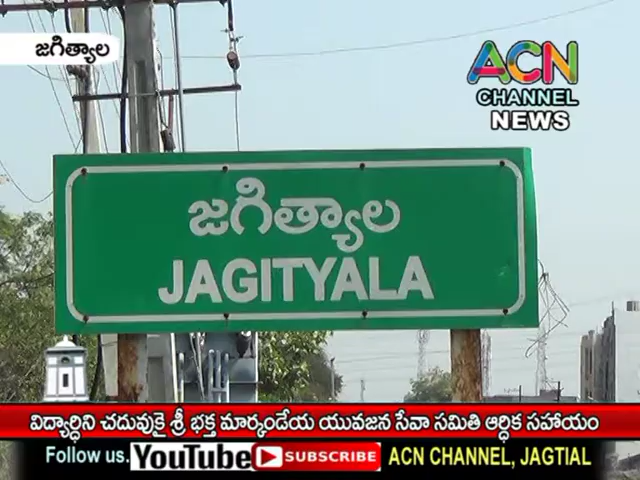 జగిత్యాల
ACN
CHANNEL
NEWS
జగిత్యాల
JAGITYALA
విద్యార్ధిని చదువుకై శ్రీ భక్త మార్కండేయ యువజన సేవా సమితి ఆర్ధిక సహాయం
Follow us. YouTube SUBSCRIBE ACN CHANNEL, JAGTIAL